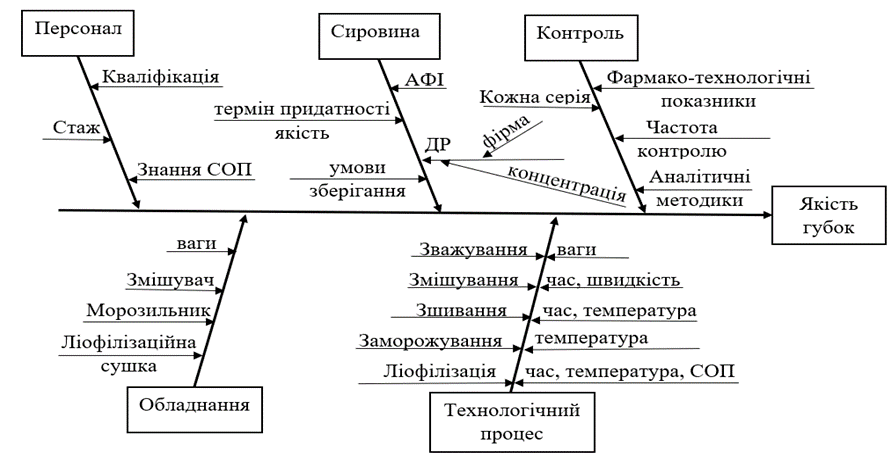 Персонал
Сировина
Контроль
Кваліфікація
Стаж
Знання СОП
АФІ
термін придатності
якість
ДР
фірма
концентрація
умови
зберігання
Фармако-технологічні
показники
Кожна серія
Частота
контролю
Аналітичні
методики
Якість
губок
ваги
Змішувач
Морозильник
Ліофілізаційна
сушка
Обладнання
Зважування
ваги
Змішування
час, швидкість
Зшивання
час, температура
Заморожування
температура
Ліофілізація
час, температура, СОП
Технологічний
процес